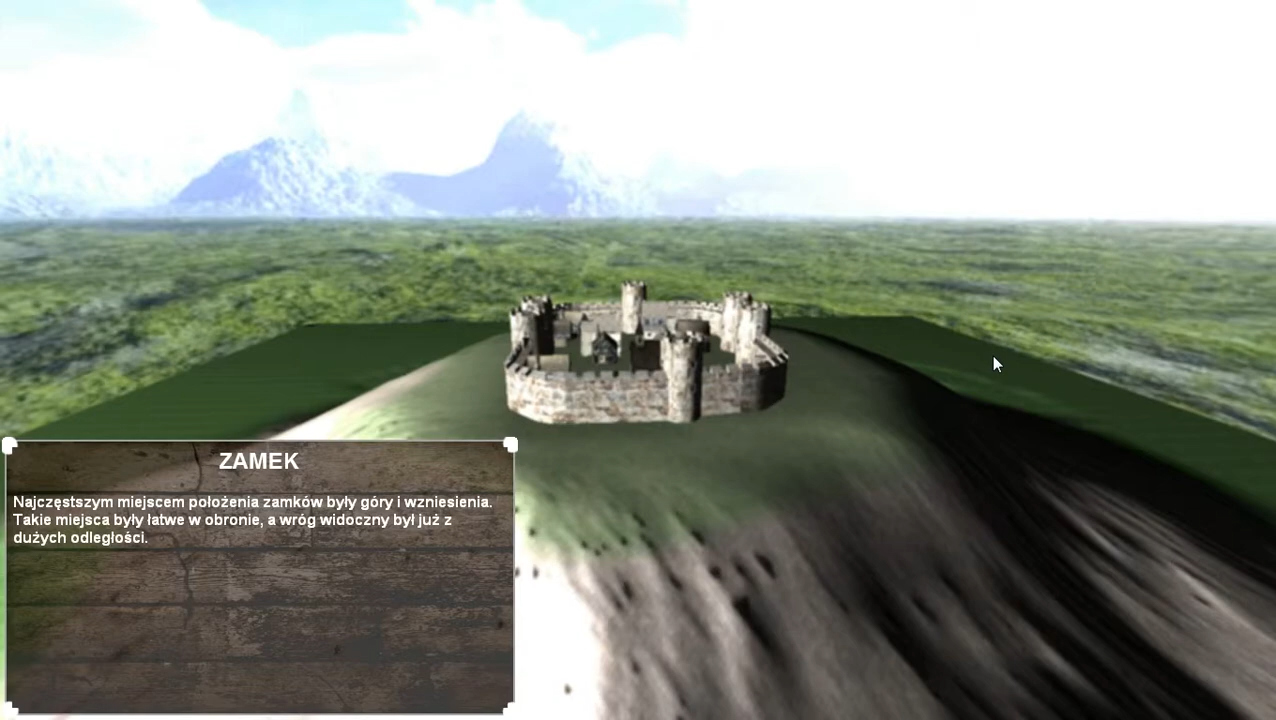 ZAMEK
Najczęstszym miejscem położenia zamków były góry i wzniesienia.
Takie miejsca były łatwe w obronie, a wróg widoczny był już z
dużych odległości.